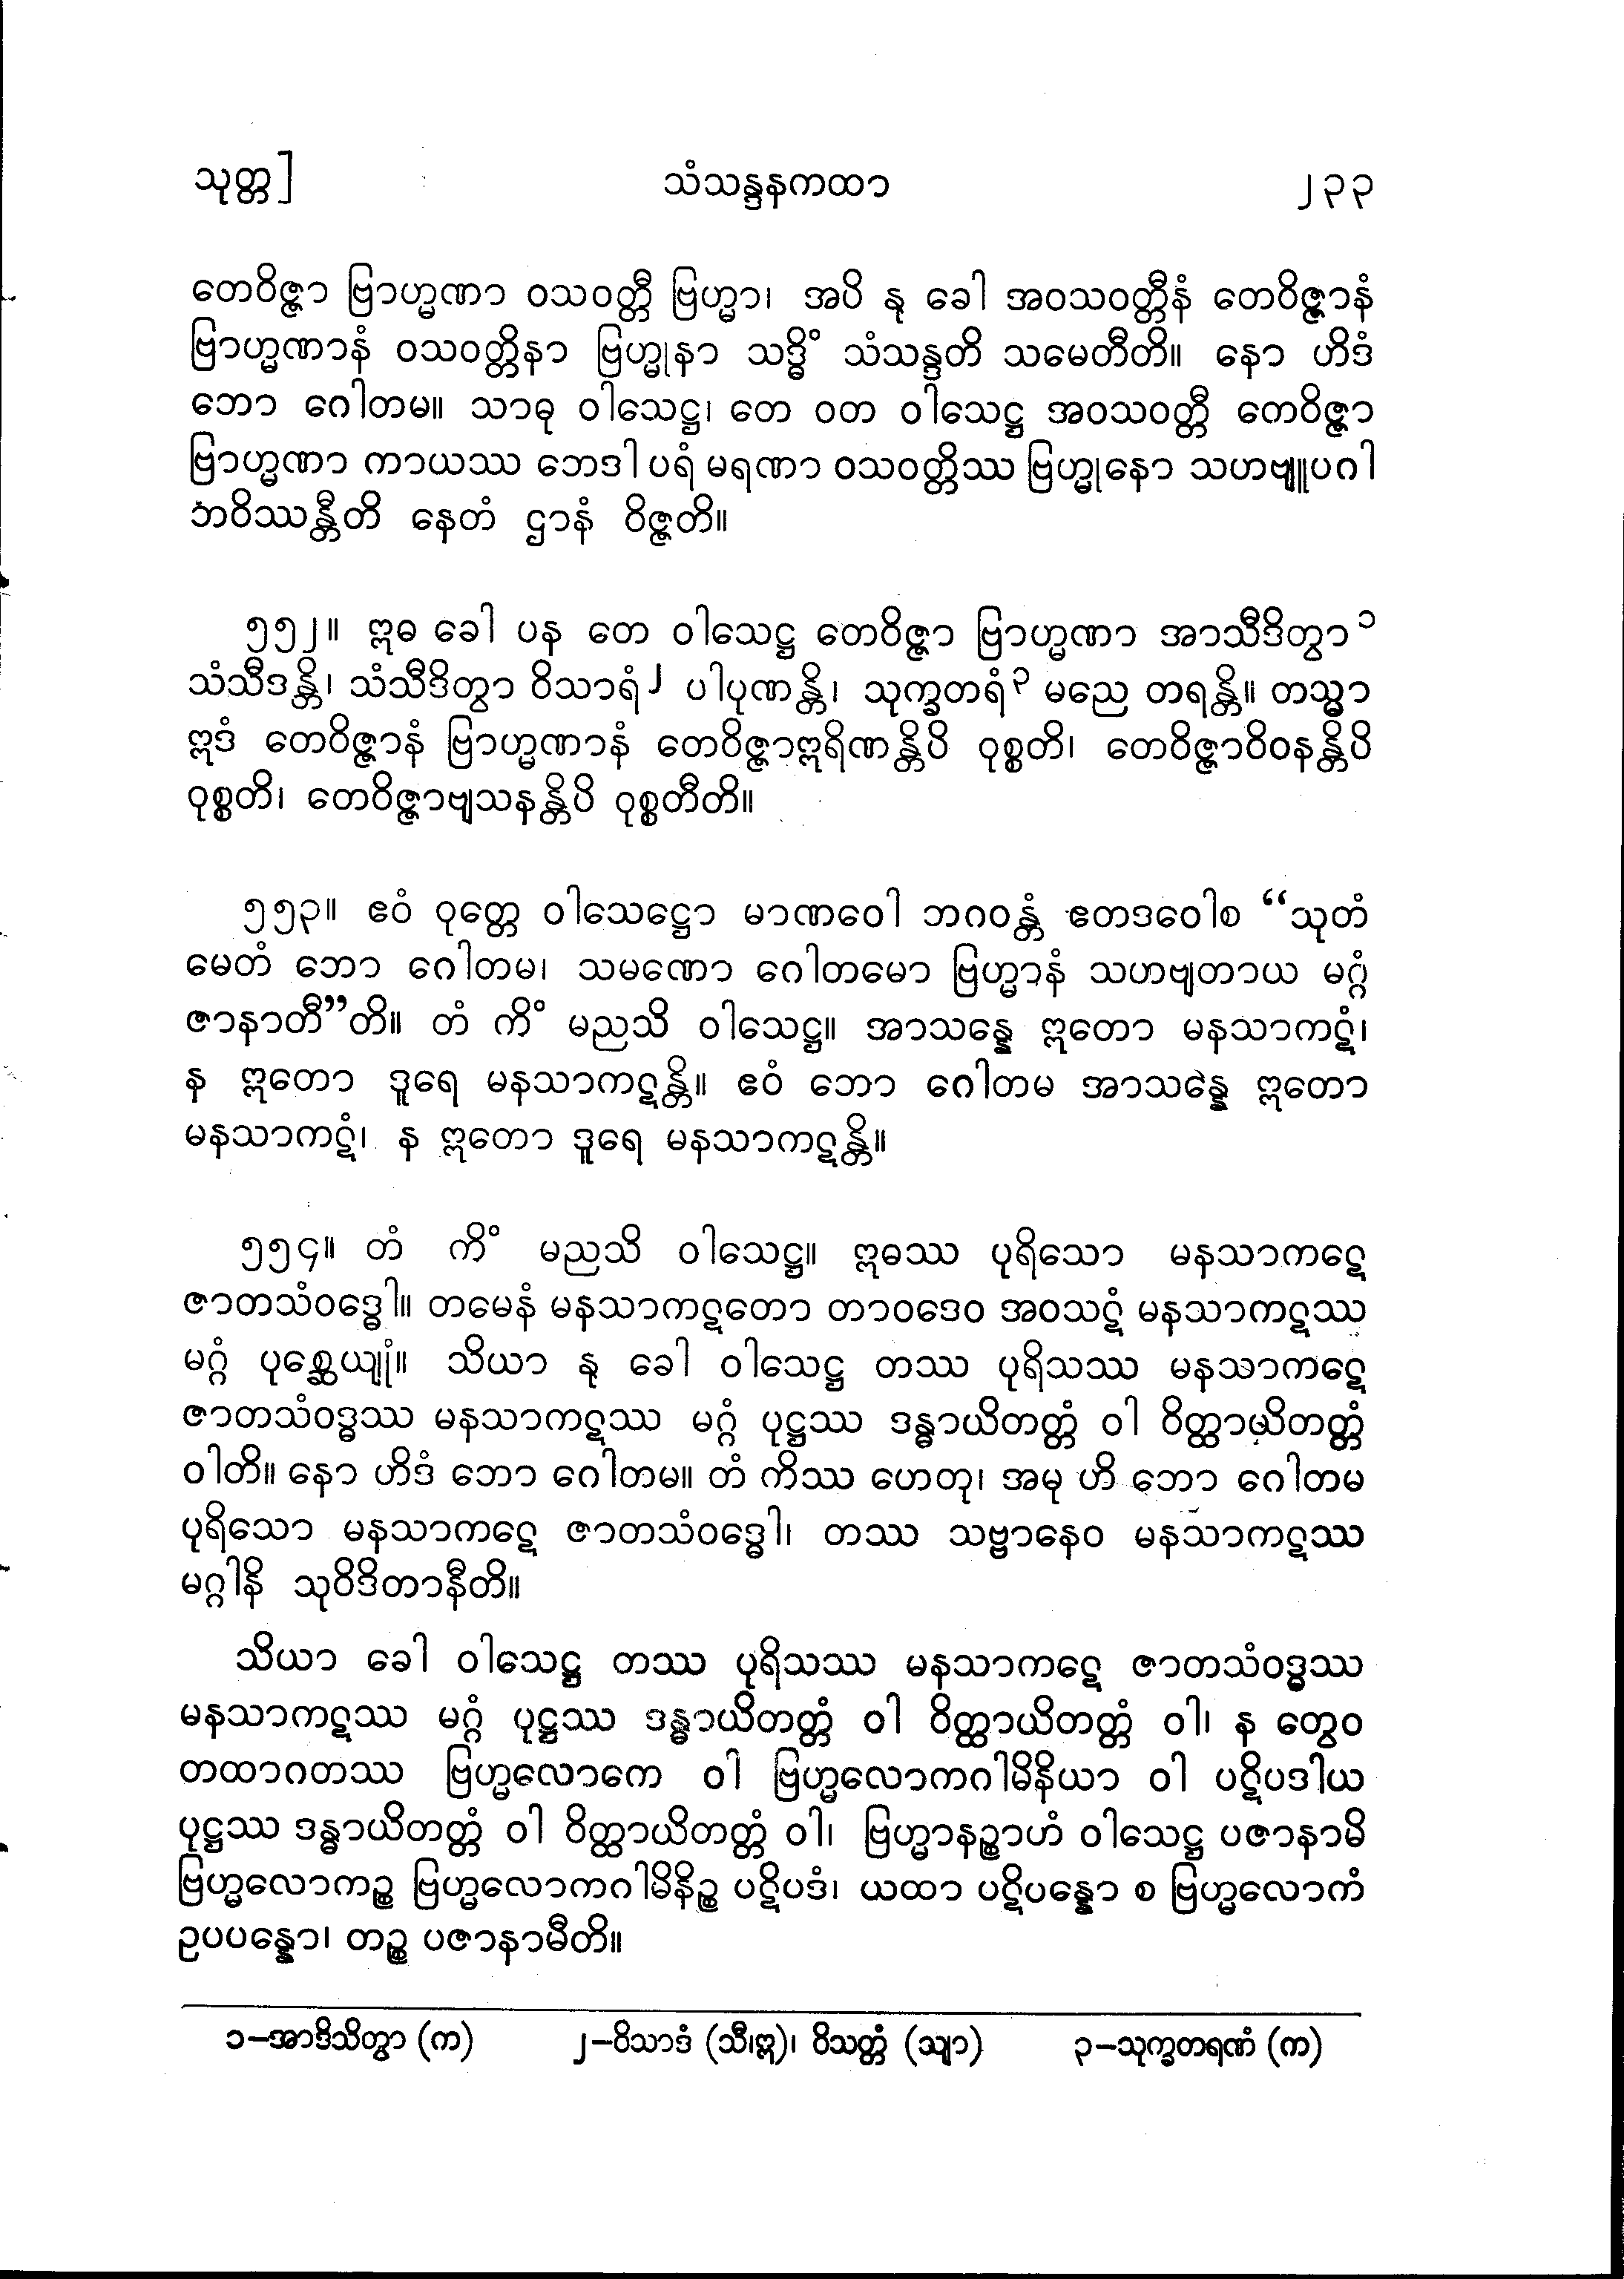 သုတ္တ] သံသန္ဒနကထာ ၂၃၃
တေဝိဇ္ဇာ ဗြာဟ္မဏာ ဝသဝတ္တီ ဗြဟ္မာ၊ အပိ နု ခေါ အဝသဝတ္တီနံ တေဝိဇ္ဇာနံ
ဗြာဟ္မဏာနံ ဝသဝတ္တိနာ ဗြဟ္မုနာ သဒ္ဓိံ သံသန္ဒတိ သမေတီတိ။ နော ဟိဒံ
ဘော ဂေါတမ။ သာဓု ဝါသေဋ္ဌ၊ တေ ဝတ ဝါသေဋ္ဌ အဝသဝတ္တီ တေဝိဇ္ဇာ
ဗြာဟ္မဏာ ကာယဿ ဘေဒါ ပရံ မရဏာ ဝသဝတ္တိဿ ဗြဟ္မုနော သဟဗျူပဂါ
ဘဝိဿန္တီတိ နေတံ ဌာနံ ဝိဇ္ဇတိ။
၅၅၂။ ဣဓ ခေါ ပန တေ ဝါသေဋ္ဌ တေဝိဇ္ဇာ ဗြာဟ္မဏာ အာသီဒိတွာ ၁
သံသီဒန္တိ၊ သံသီဒိတွာ ဝိသာရံ၂ ပါပုဏန္တိ၊ သုက္ခတရံ၃ မညေ တရန္တိ။ တသ္မာ
ဣဒံ တေဝိဇ္ဇာနံ ဗြာဟ္မဏာနံ တေဝိဇ္ဇာဣရိဏန္တိပိ ဝုစ္စတိ၊ တေဝိဇ္ဇာဝိဝနန္တိပိ
ဝုစ္စတိ၊ တေဝိဇ္ဇာဗျသနန္တိပိ ဝုစ္စတီတိ။
၅၅၃။ ဧဝံ ဝုတ္တေ ဝါသေဋ္ဌော မာဏဝေါ ဘဂဝန္တံ ဧတဒဝေါစ “သုတံ
မေတံ ဘော ဂေါတမ၊ သမဏော ဂေါတမော ဗြဟ္မာနံ သဟဗျတာယ မဂ္ဂံ
ဇာနာတီ”တိ။ တံ ကိံ မညသိ ဝါသေဋ္ဌ။ အာသန္နေ ဣတော မနသာကဋံ၊
န ဣတော ဒူရေ မနသာကဋန္တိ။ ဧဝံ ဘော ဂေါတမ အာသန္နေ ဣတော
မနသာကဋံ၊ န ဣတော ဒူရေ မနသာကဋန္တိ။
၅၅၄။ တံ ကိံ မညသိ ဝါသေဋ္ဌ။ ဣဓဿ ပုရိသော မနသာကဋေ
ဇာတသံဝဒ္ဓေါ။ တမေနံ မနသာကဋတော တာဝဒေဝ အဝသဋံ မနသာကဋဿ
မဂ္ဂံ ပုစ္ဆေယျုံ။ သိယာ နု ခေါ ဝါသေဋ္ဌ တဿ ပုရိသဿ မနသာကဋေ
ဇာတသံဝဒ္ဓဿ မနသာကဋဿ မဂ္ဂံ ပုဋ္ဌဿ ဒန္ဓာယိတတ္တံ ဝါ ဝိတ္ထာယိတတ္တံ
ဝါတိ။ နော ဟိဒံ ဘော ဂေါတမ။ တံ ကိဿ ဟေတု၊ အမု ဟိ ဘော ဂေါတမ
ပုရိသော မနသာကဋေ ဇာတသံဝဒ္ဓေါ၊ တဿ သဗ္ဗာနေဝ မနသာကဋဿ
မဂ္ဂါနိ သုဝိဒိတာနီတိ။
သိယာ ခေါ ဝါသေဋ္ဌ တဿ ပုရိသဿ မနသာကဋေ ဇာတသံဝဒ္ဓဿ
မနသာကဋဿ မဂ္ဂံ ပုဋ္ဌဿ ဒန္ဓာယိတတ္တံ ဝါ ဝိတ္ထာယိတတ္တံ ဝါ၊ န တွေဝ
တထာဂတဿ ဗြဟ္မလောကေ ဝါ ဗြဟ္မလောကဂါမိနိယာ ဝါ ပဋိပဒါယ
ပုဋ္ဌဿ ဒန္ဓာယိတတ္တံ ဝါ ဝိတ္ထာယိတတ္တံ ဝါ၊ ဗြဟ္မာနဉ္စာဟံ ဝါသေဋ္ဌ ပဇာနာမိ
ဗြဟ္မလောကဉ္စ ဗြဟ္မလောကဂါမိနိဉ္စ ပဋိပဒံ၊ ယထာ ပဋိပန္နော စ ဗြဟ္မလောကံ
ဥပပန္နော၊ တဉ္စ ပဇာနာမီတိ။
၁–အာဒိသိတွာ (က) ၂–ဝိသာဒံ (သီ၊ဣ)၊ ဝိသတ္တံ (သျာ) ၃–သုက္ခတရဏံ (က)